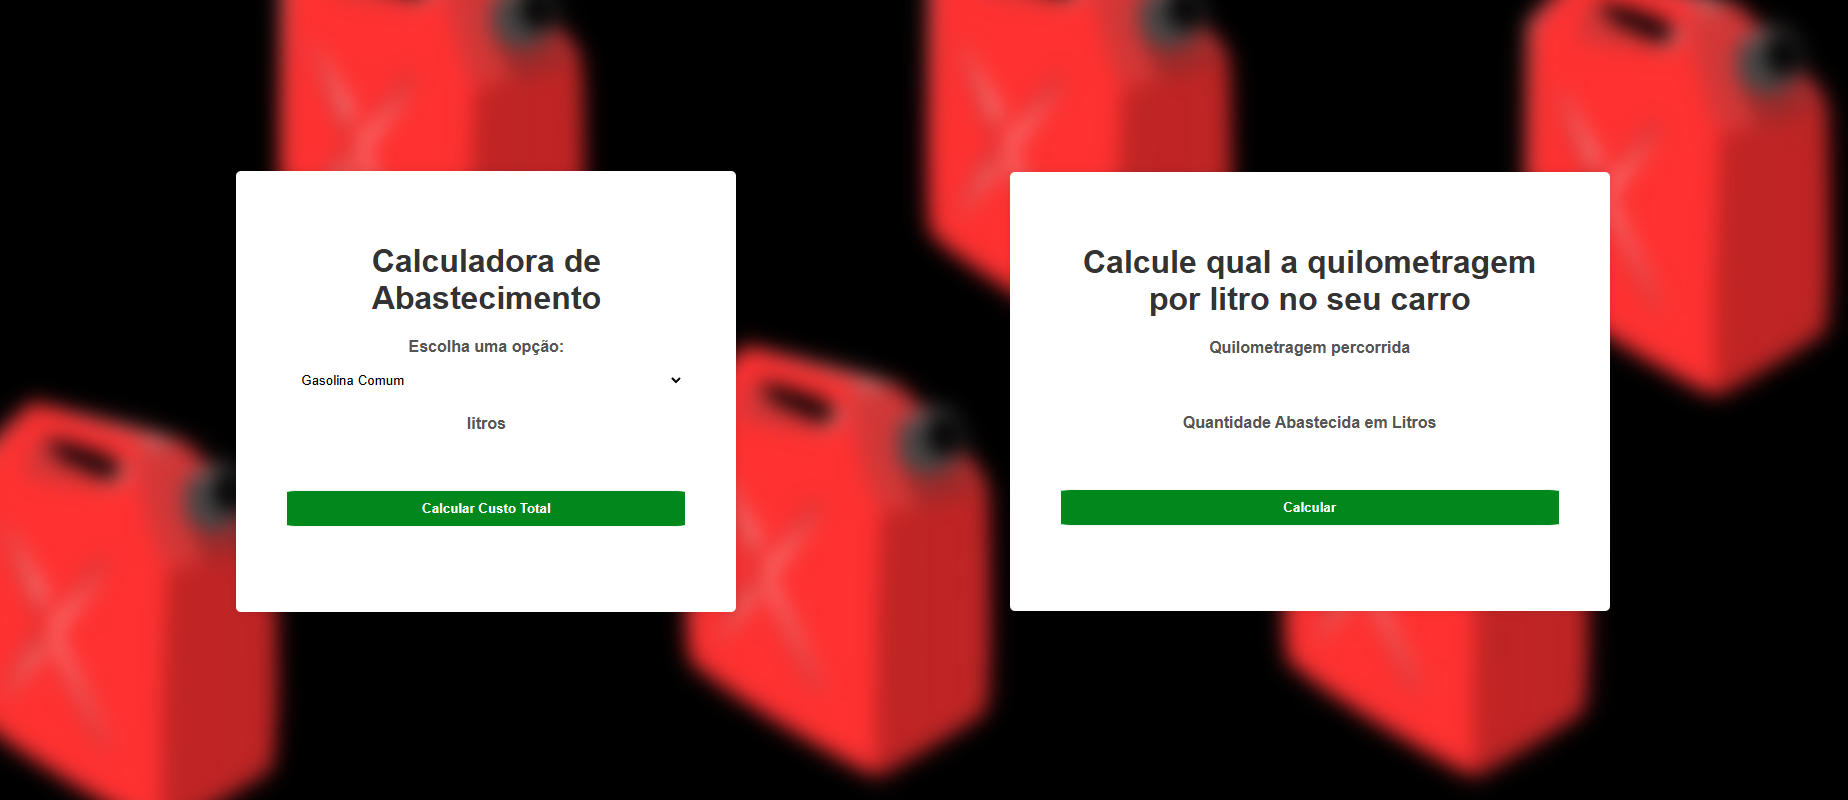 Calculadora de
Abastecimento
Escolha uma opção:
Gasolina Comum
litros
Calcular Custo Total
Calcule qual a quilometragem
por litro no seu carro
Quilometragem percorrida
Quantidade Abastecida em Litros
Calcular